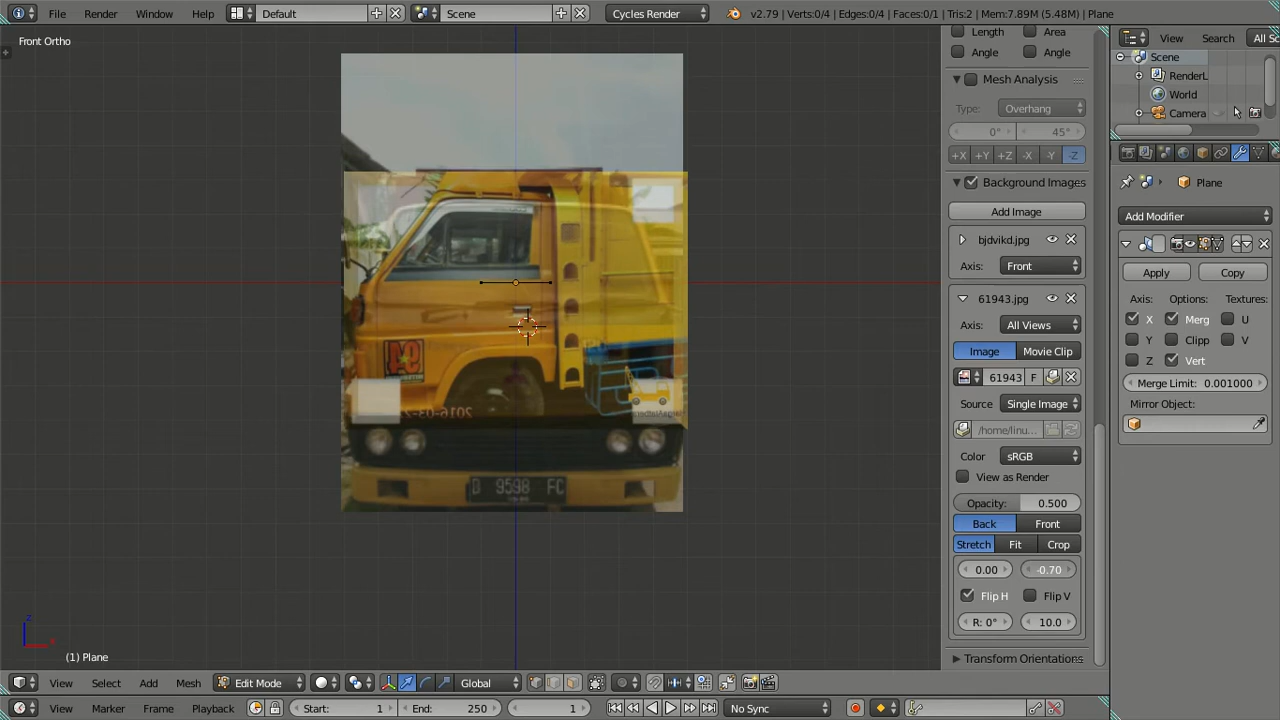 File Render Window Help Default Scene Cycles Render v2.79 | Verts:0/4 | Edges:0/4 | Faces:0/1 | Tris:2 | Mem:7.89M (5.48M) | Plane
Front Ortho
Length Area
Angle Angle
Mesh Analysis
Type: Overhang
0° 45°
+X +Y +Z -X -Y -Z
Background Images
Add Image
bjdvikd.jpg
Axis: Front
61943.jpg
Axis: All Views
Image Movie Clip
61943 F
Source Single Image
/home/linu...
Color sRGB
View as Render
Opacity: 0.500
Back Front
Stretch Fit Crop
0.00 -0.70
Flip H Flip V
R: 0° 10.0
Transform Orientations
View Search All Sc
Scene
RenderL
World
Camera
Plane
Add Modifier
Apply Copy
Axis: Options: Textures:
X Merg U
Y Clipp V
Z Vert
Merge Limit: 0.001000
Mirror Object:
B 9598 FC
z
x
(1) Plane
View Select Add Mesh Edit Mode Global
View Marker Frame Playback Start: 1 End: 250 1 No Sync